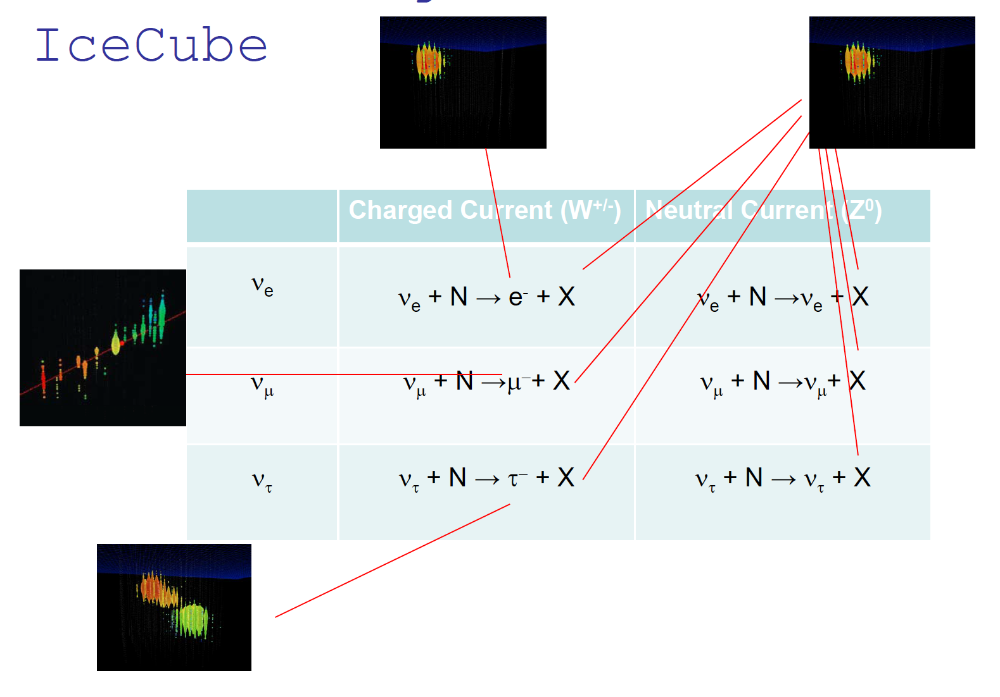 IceCube
Charged Current (W+/-) Neutral Current (Z0)
νe νe + N → e- + X νe + N →νe + X
νμ νμ + N →μ−+ X νμ + N →νμ+ X
ντ ντ + N → τ− + X ντ + N → ντ + X